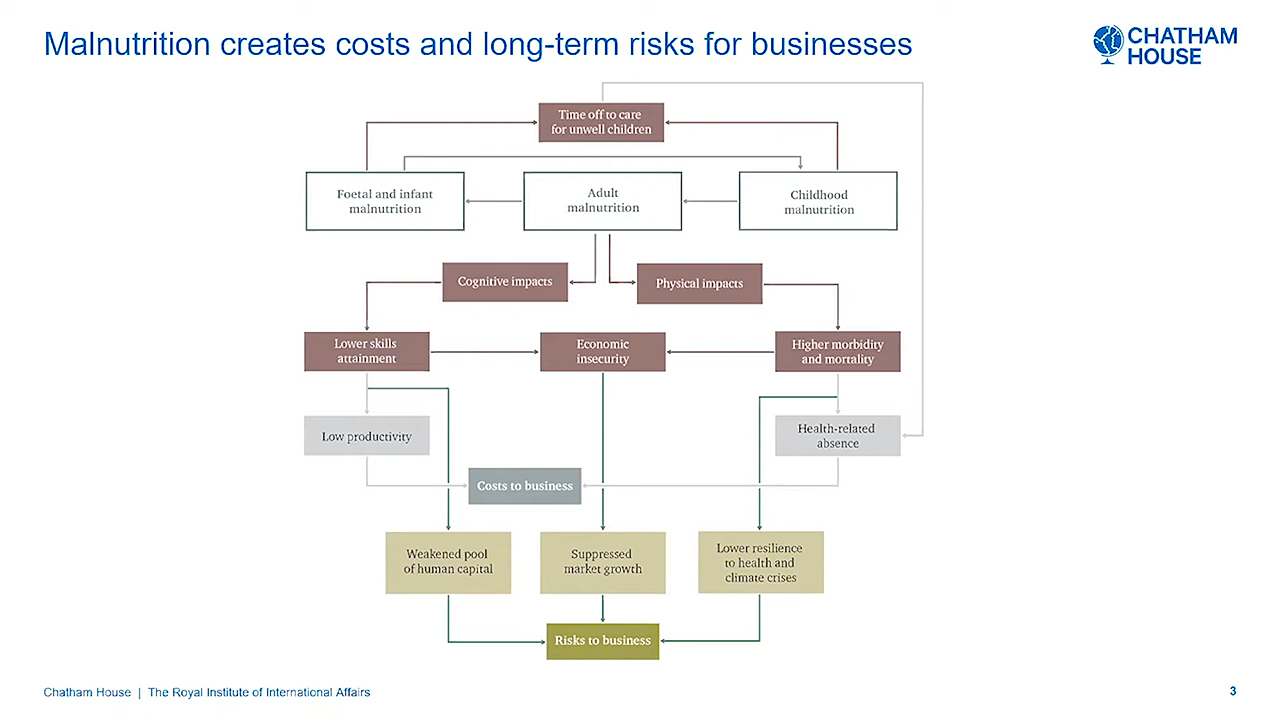 Malnutrition creates costs and long-term risks for businesses
CHATHAM
HOUSE
Time off to care
for unwell children
Foetal and infant
malnutrition
Adult
malnutrition
Childhood
malnutrition
Cognitive impacts
Physical impacts
Lower skills
attainment
Economic
insecurity
Higher morbidity
and mortality
Low productivity
Health-related
absence
Costs to business
Weakened pool
of human capital
Suppressed
market growth
Lower resilience
to health and
climate crises
Risks to business
Chatham House | The Royal Institute of International Affairs
3